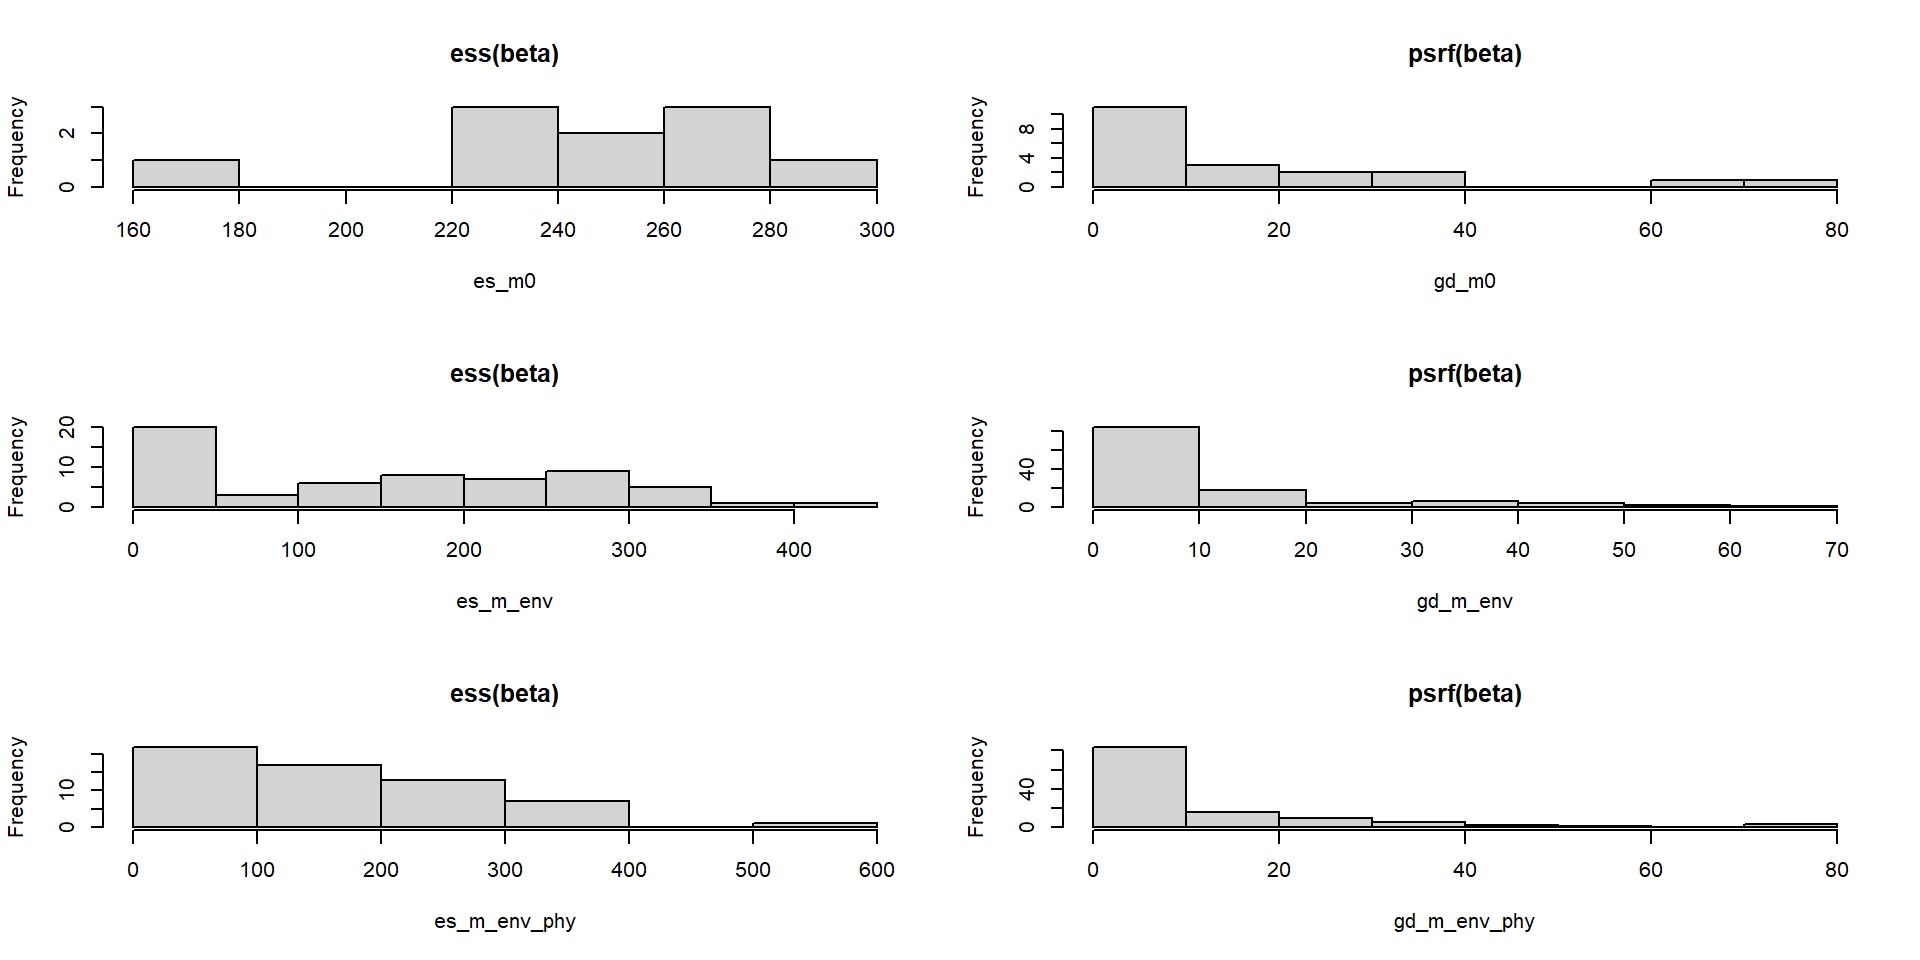 ess(beta)
Frequency
0 2
160 180 200 220 240 260 280 300
es_m0
psrf(beta)
Frequency
0 4 8
0 20 40 60 80
gd_m0
ess(beta)
Frequency
0 10 20
0 100 200 300 400
es_m_env
psrf(beta)
Frequency
0 40
0 10 20 30 40 50 60 70
gd_m_env
ess(beta)
Frequency
0 10
0 100 200 300 400 500 600
es_m_env_phy
psrf(beta)
Frequency
0 40
0 20 40 60 80
gd_m_env_phy